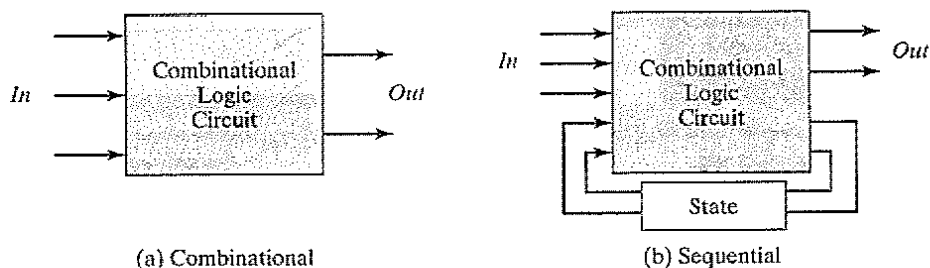 In
Combinational
Logic
Circuit
Out
(a) Combinational
In
Combinational
Logic
Circuit
Out
State
(b) Sequential